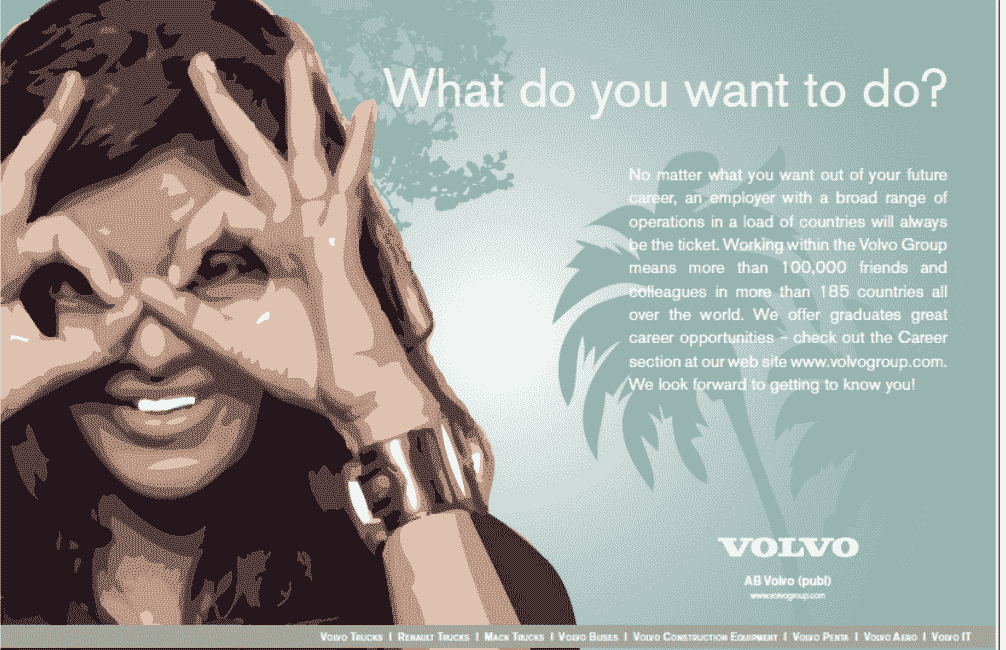 What do you want to do?
No matter what you want out of your future
career, an employer with a broad range of
operations in a load of countries will always
be the ticket. Working within the Volvo Group
means more than 100,000 friends and
colleagues in more than 185 countries all
over the world. We offer graduates great
career opportunities – check out the Career
section at our web site www.volvogroup.com.
We look forward to getting to know you!
VOLVO
AB Volvo (publ)
www.volvogroup.com
Volvo Trucks | Renault Trucks | Mack Trucks | Volvo Buses | Volvo Construction Equipment | Volvo Penta | Volvo Aero | Volvo IT